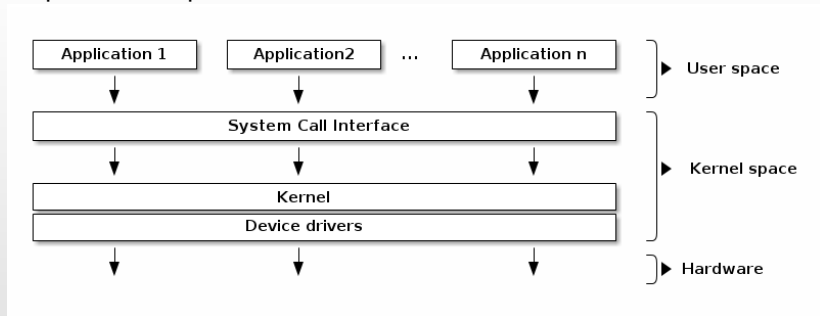 Application 1
Application2
...
Application n
User space
System Call Interface
Kernel space
Kernel
Device drivers
Hardware